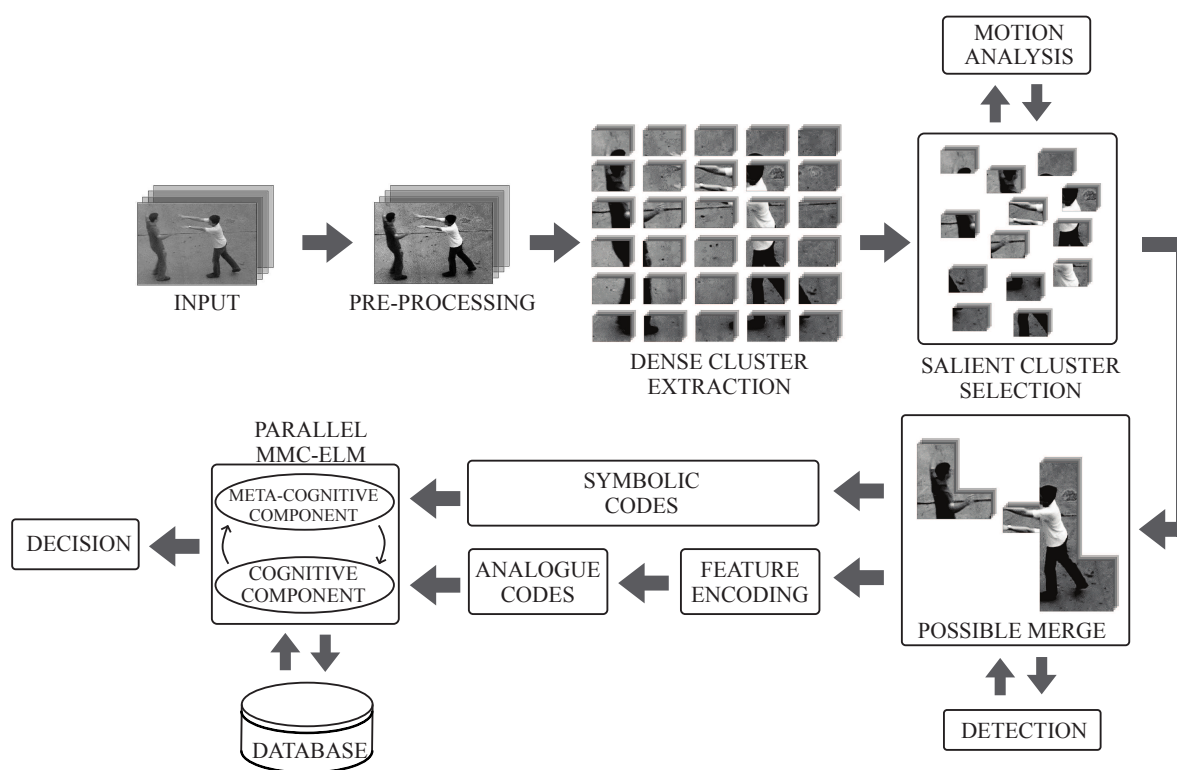 MOTION
ANALYSIS
INPUT
PRE-PROCESSING
DENSE CLUSTER
EXTRACTION
SALIENT CLUSTER
SELECTION
PARALLEL
MMC-ELM
META-COGNITIVE
COMPONENT
COGNITIVE
COMPONENT
SYMBOLIC
CODES
DECISION
ANALOGUE
CODES
FEATURE
ENCODING
POSSIBLE MERGE
DETECTION
DATABASE